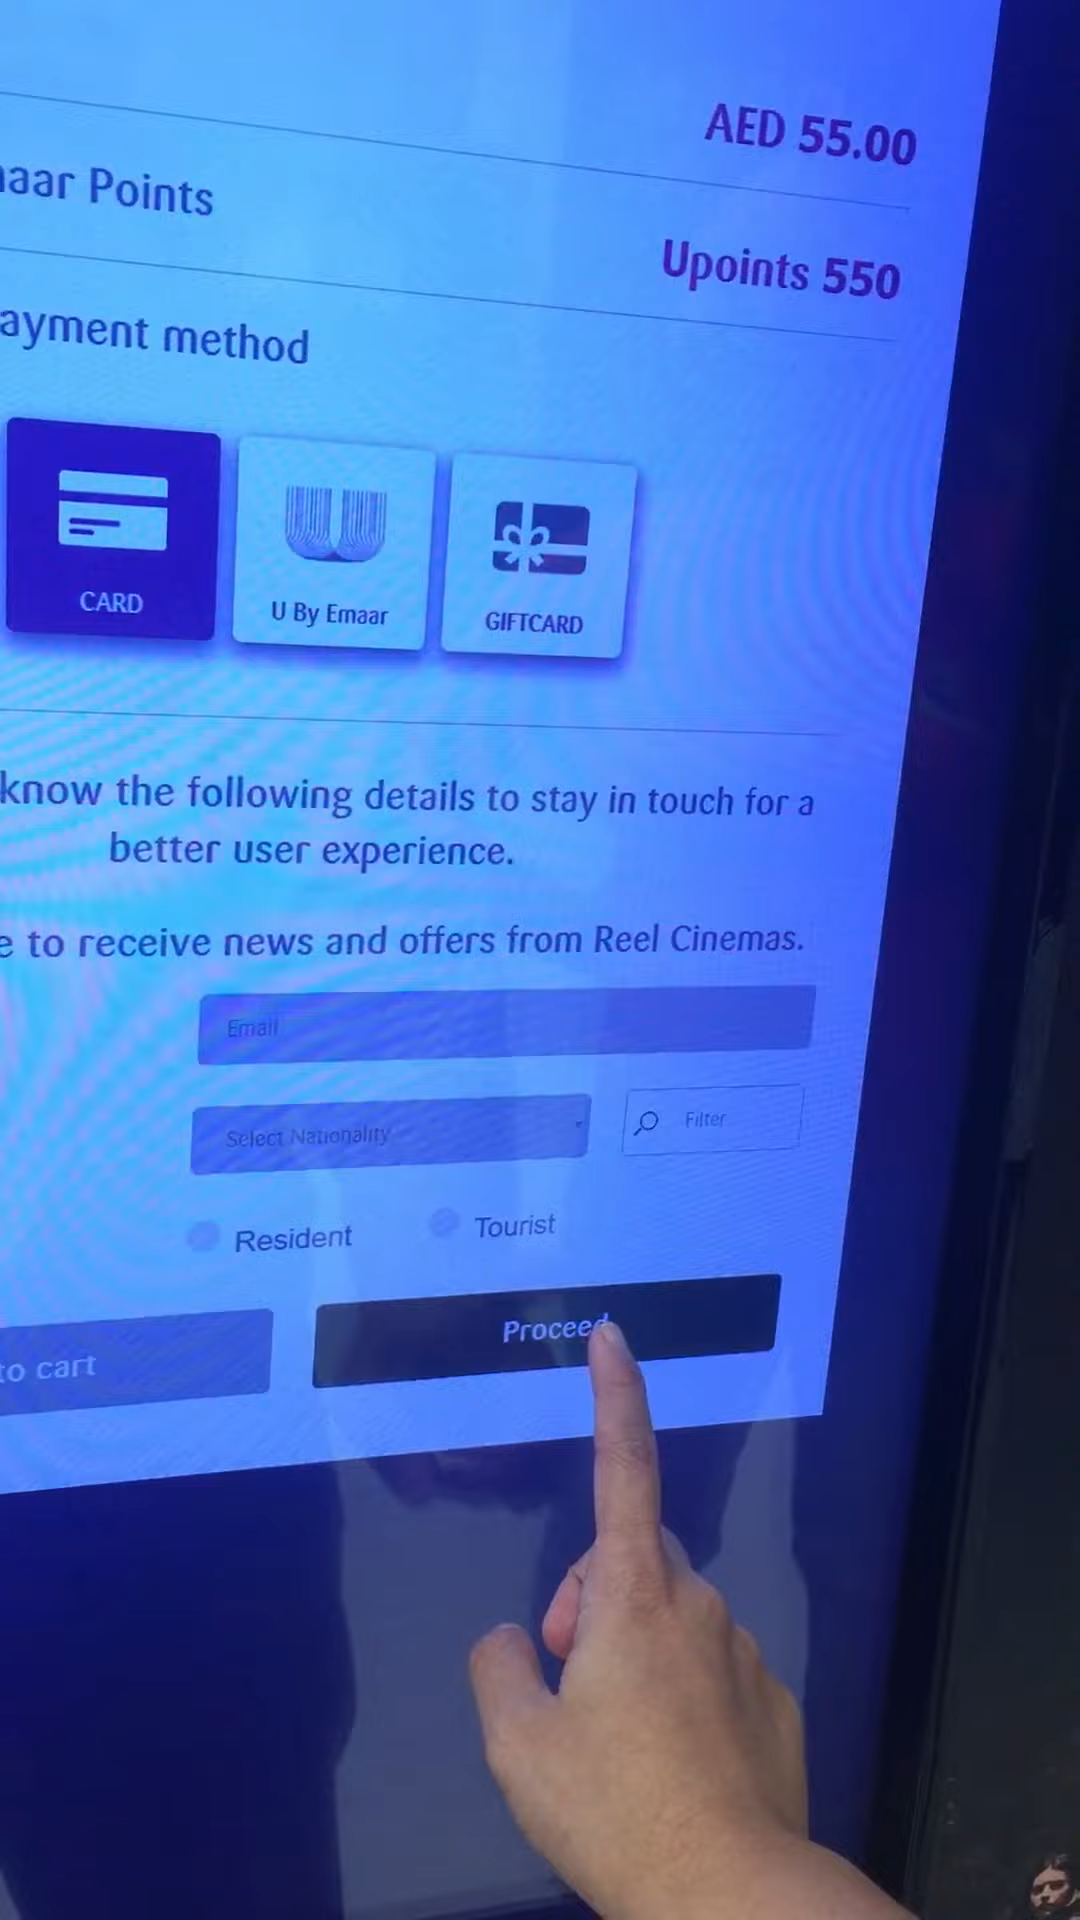 AED 55.00
Points
Upoints 550
method
CARD
U By Emaar
GIFTCARD
know the following details to stay in touch for a
better user experience.
to receive news and offers from Reel Cinemas.
Email
Select Nationality
Filter
Resident
Tourist
Proceed
to cart